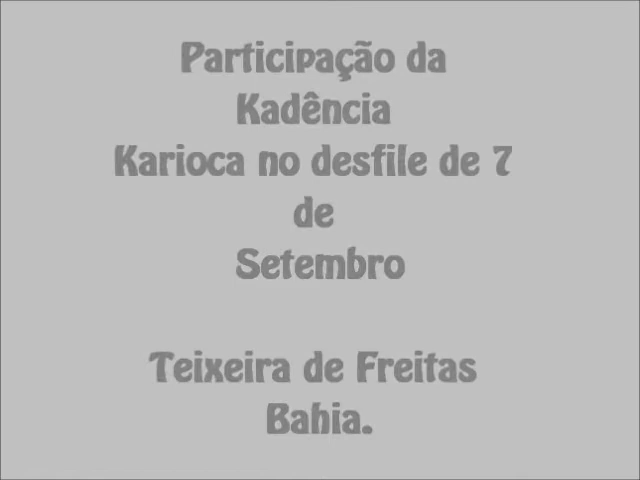 Participação da
Kadência
Karioca no desfile de 7
de
Setembro
Teixeira de Freitas
Bahia.